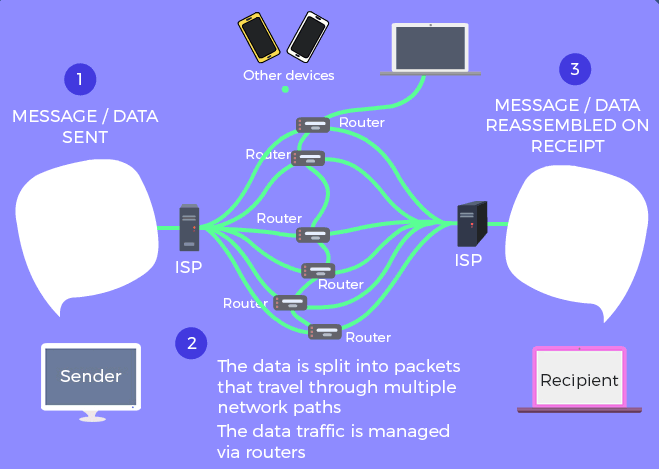 1
MESSAGE / DATA
SENT
Other devices
3
MESSAGE / DATA
REASSEMBLED ON
RECEIPT
Router
Router
Router
Router
Router
Router
ISP
ISP
Sender
2
The data is split into packets
that travel through multiple
network paths
The data traffic is managed
via routers
Recipient